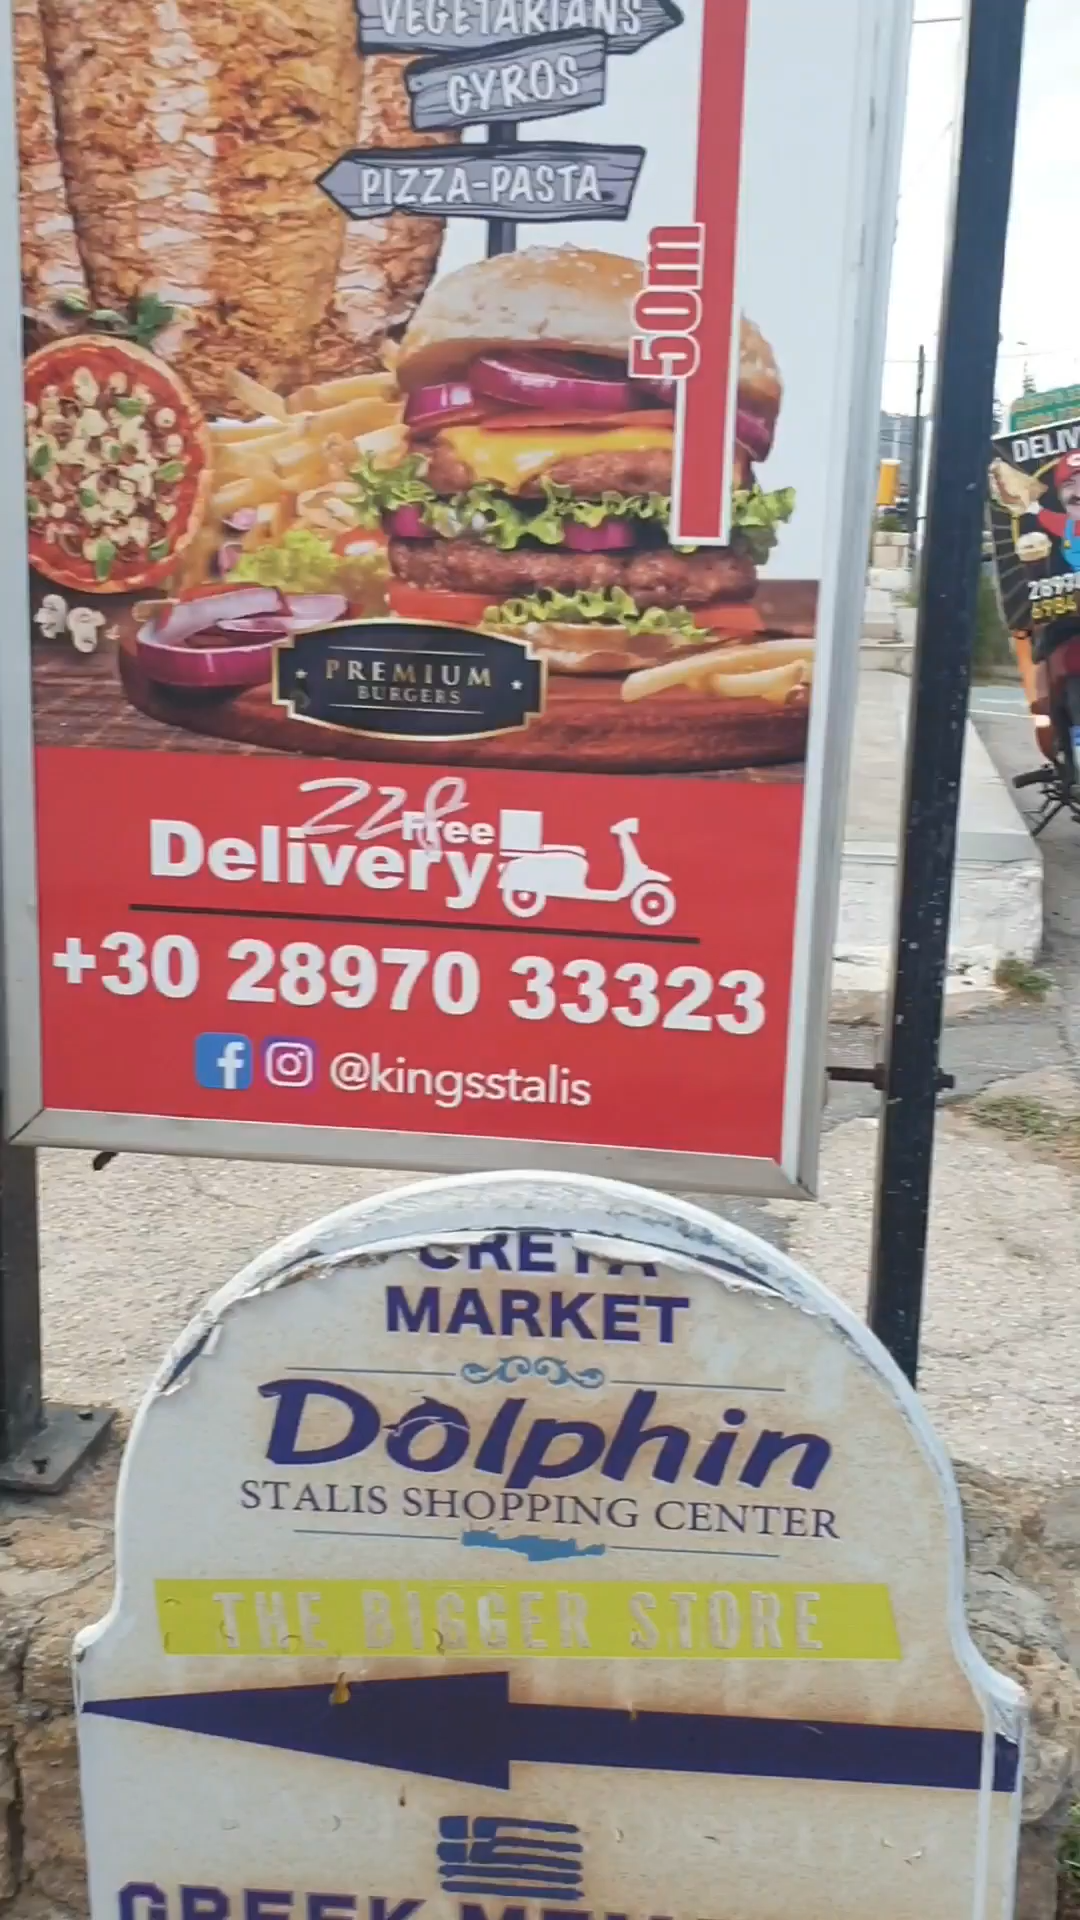 VEGETARIANS
GYROS
PIZZA-PASTA
50m
PREMIUM
BURGERS
Free
Delivery
+30 28970 33323
@kingsstalis
CRETA
MARKET
Dolphin
STALIS SHOPPING CENTER
THE BIGGER STORE
GREEK